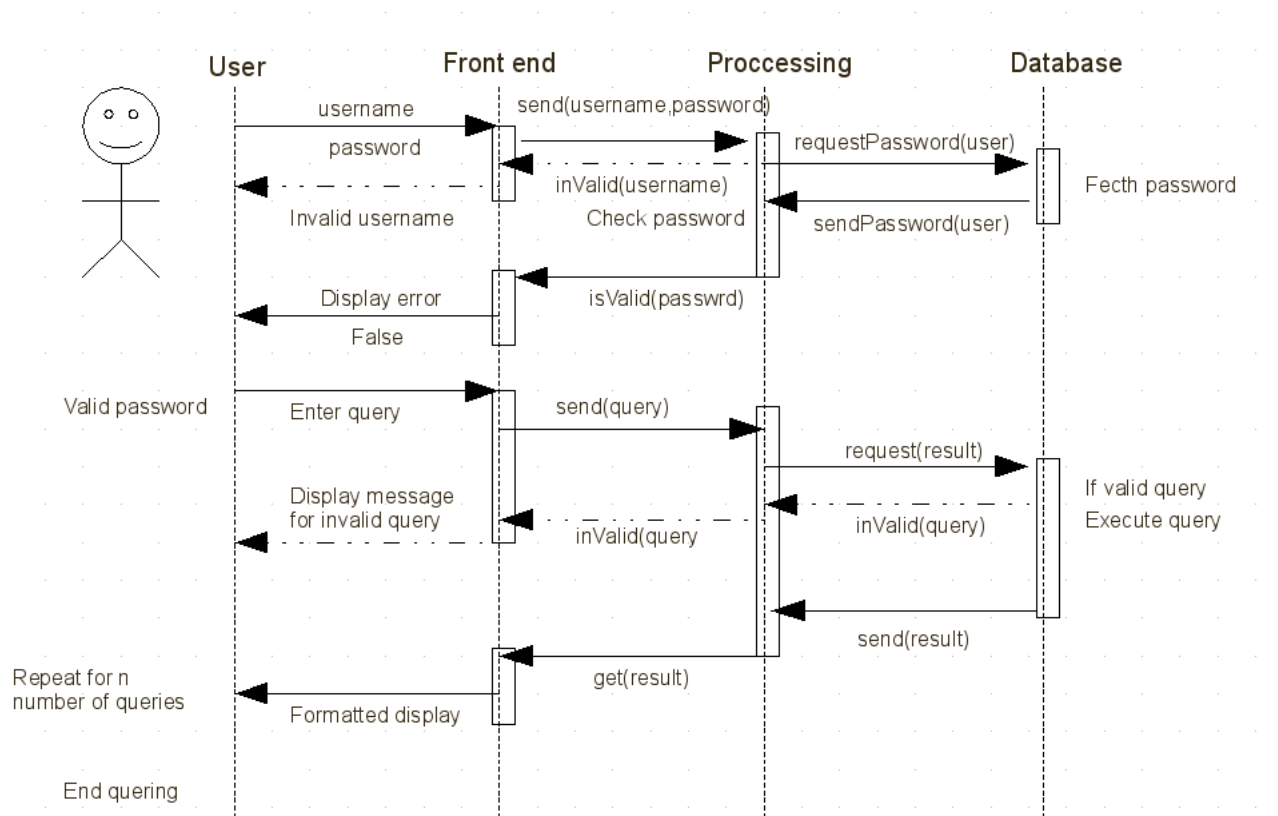 User
Front end
Proccessing
Database
username
send(username,password)
password
requestPassword(user)
inValid(username)
Fecth password
Invalid username
Check password
sendPassword(user)
Display error
isValid(passwrd)
False
Valid password
Enter query
send(query)
request(result)
Display message
for invalid query
If valid query
inValid(query)
Execute query
inValid(query
send(result)
Repeat for n
number of queries
get(result)
Formatted display
End quering